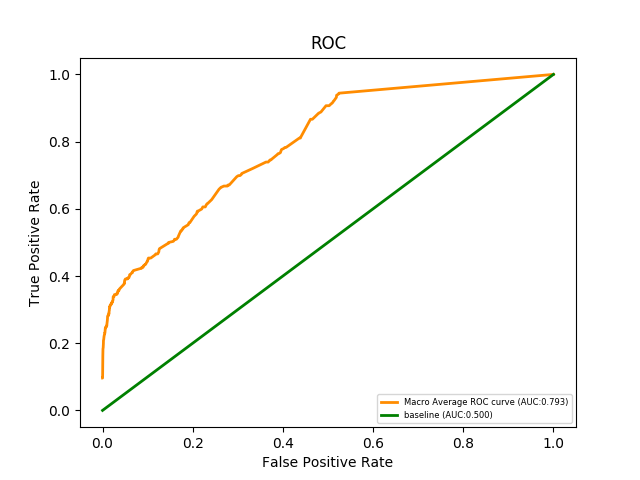 ROC
1.0
0.8
0.6
0.4
0.2
0.0
True Positive Rate
Macro Average ROC curve (AUC:0.793)
baseline (AUC:0.500)
0.0 0.2 0.4 0.6 0.8 1.0
False Positive Rate